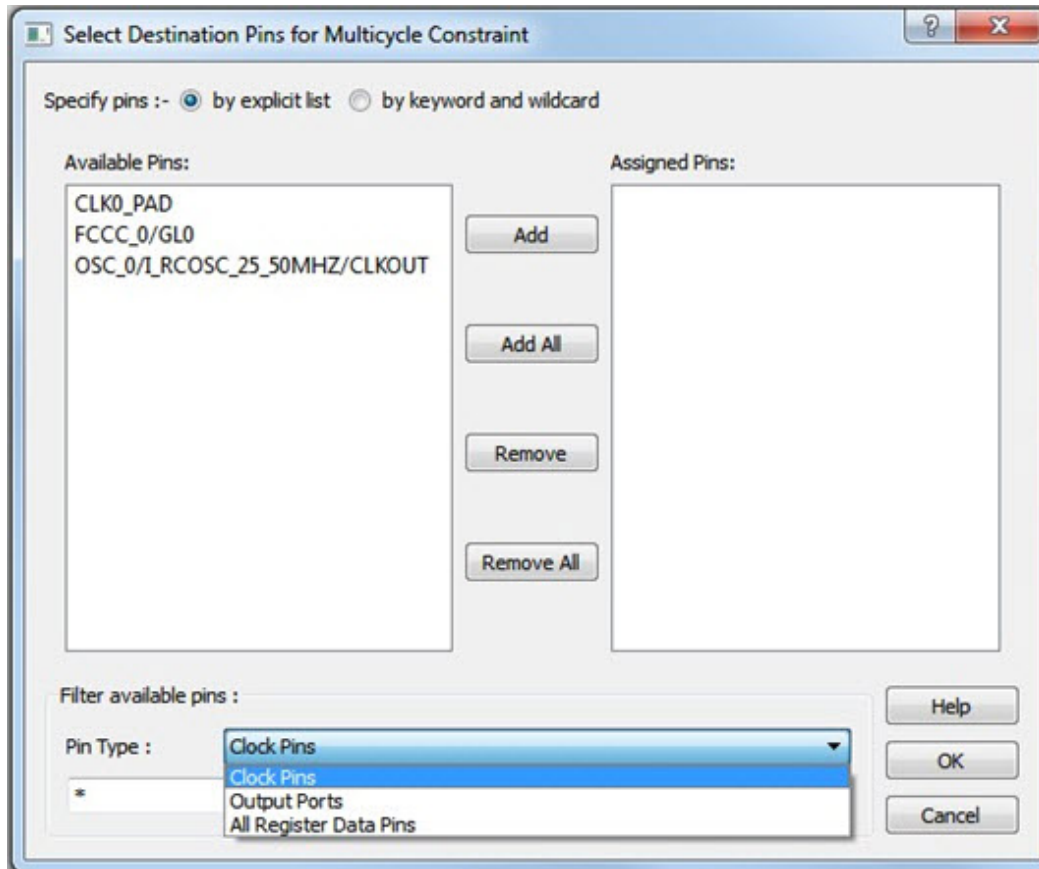 Select Destination Pins for Multicycle Constraint
Specify pins :- by explicit list by keyword and wildcard
Available Pins:
Assigned Pins:
CLK0_PAD
FCCC_0/GL0
OSC_0/I_RCOSC_25_50MHZ/CLKOUT
Add
Add All
Remove
Remove All
Filter available pins :
Pin Type :
Clock Pins
Clock Pins
Output Ports
All Register Data Pins
*
Help
OK
Cancel